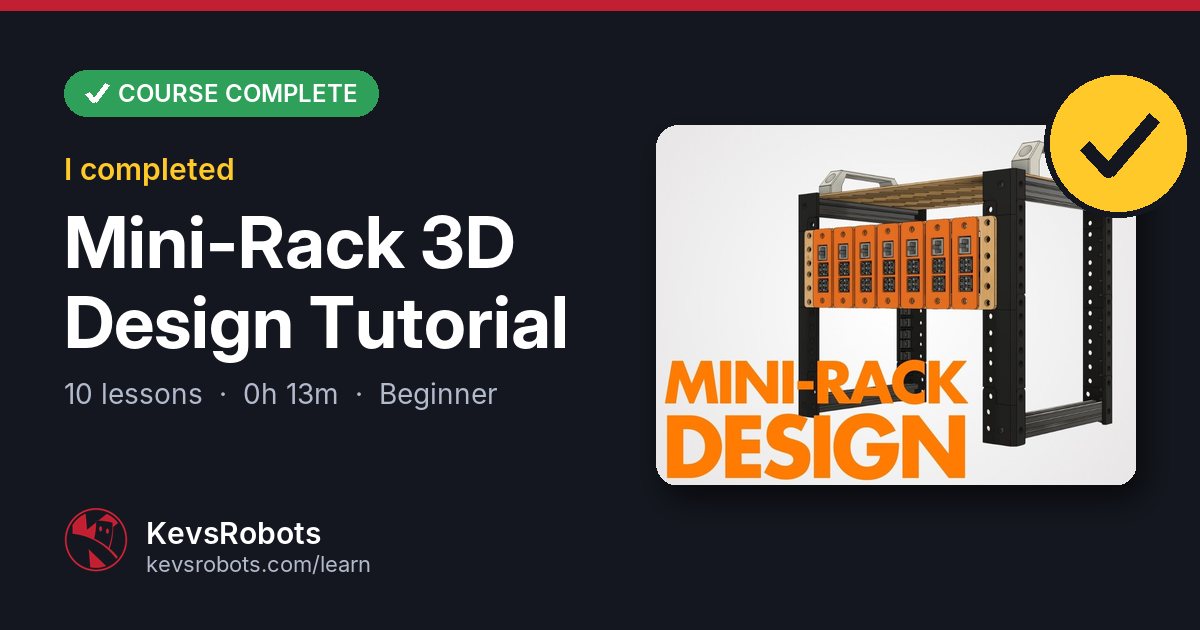 COURSE COMPLETE
I completed
Mini-Rack 3D
Design Tutorial
10 lessons · 0h 13m · Beginner
MINI-RACK
DESIGN
KevsRobots
kevsrobots.com/learn